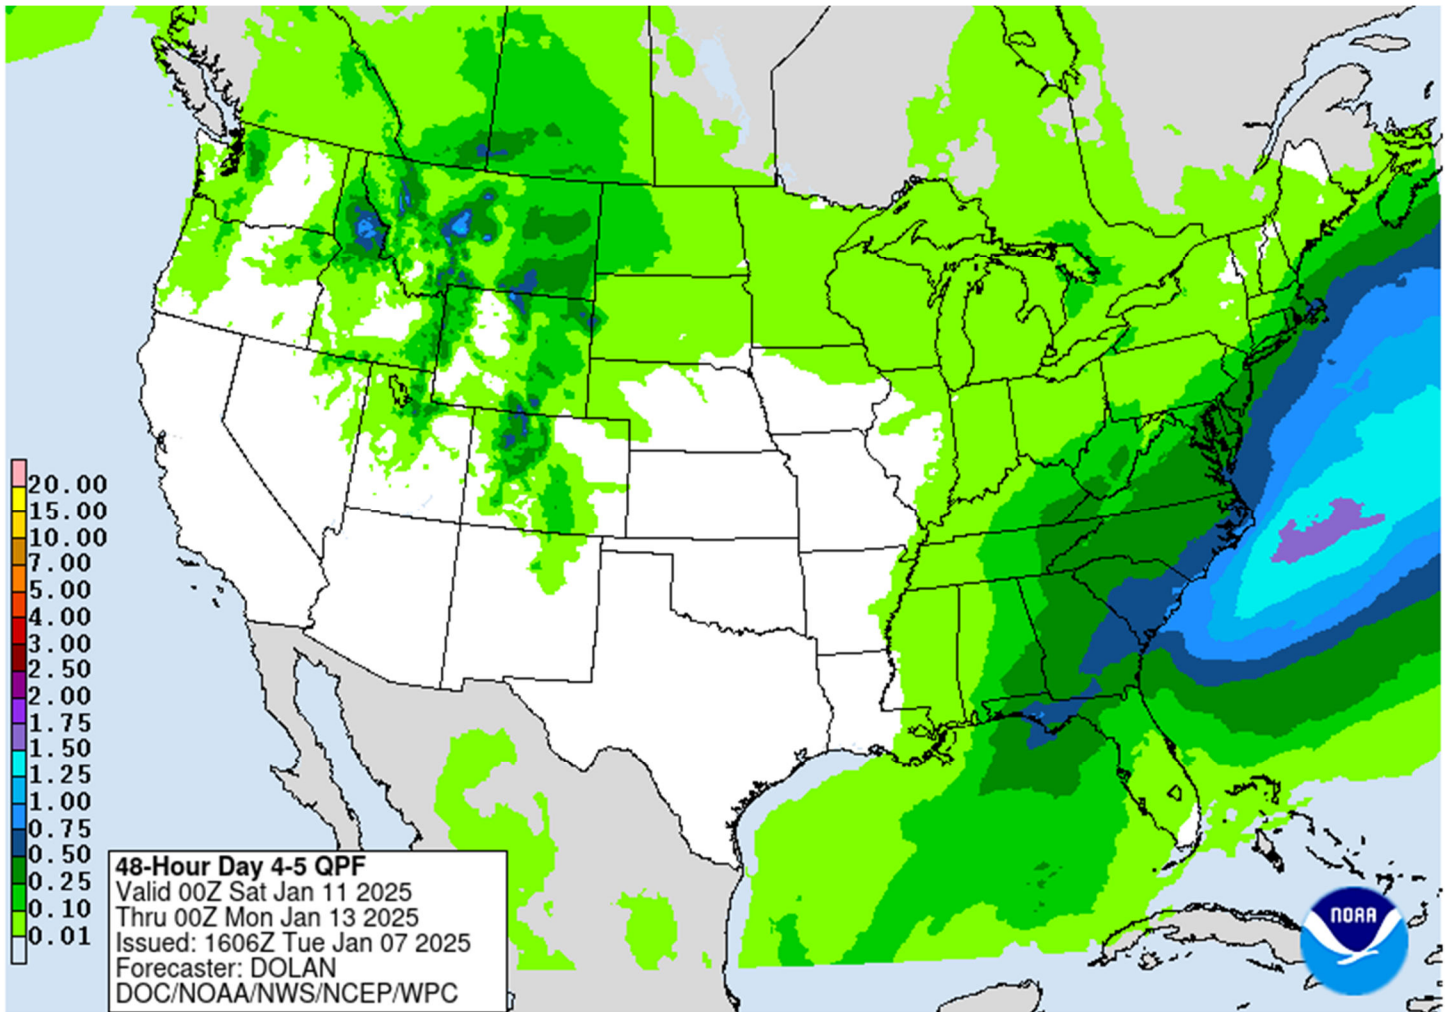 20.00
15.00
10.00
7.00
5.00
4.00
3.00
2.50
2.00
1.75
1.50
1.25
1.00
0.75
0.50
0.25
0.10
0.01
48-Hour Day 4-5 QPF
Valid 00Z Sat Jan 11 2025
Thru 00Z Mon Jan 13 2025
Issued: 1606Z Tue Jan 07 2025
Forecaster: DOLAN
DOC/NOAA/NWS/NCEP/WPC
NOAA